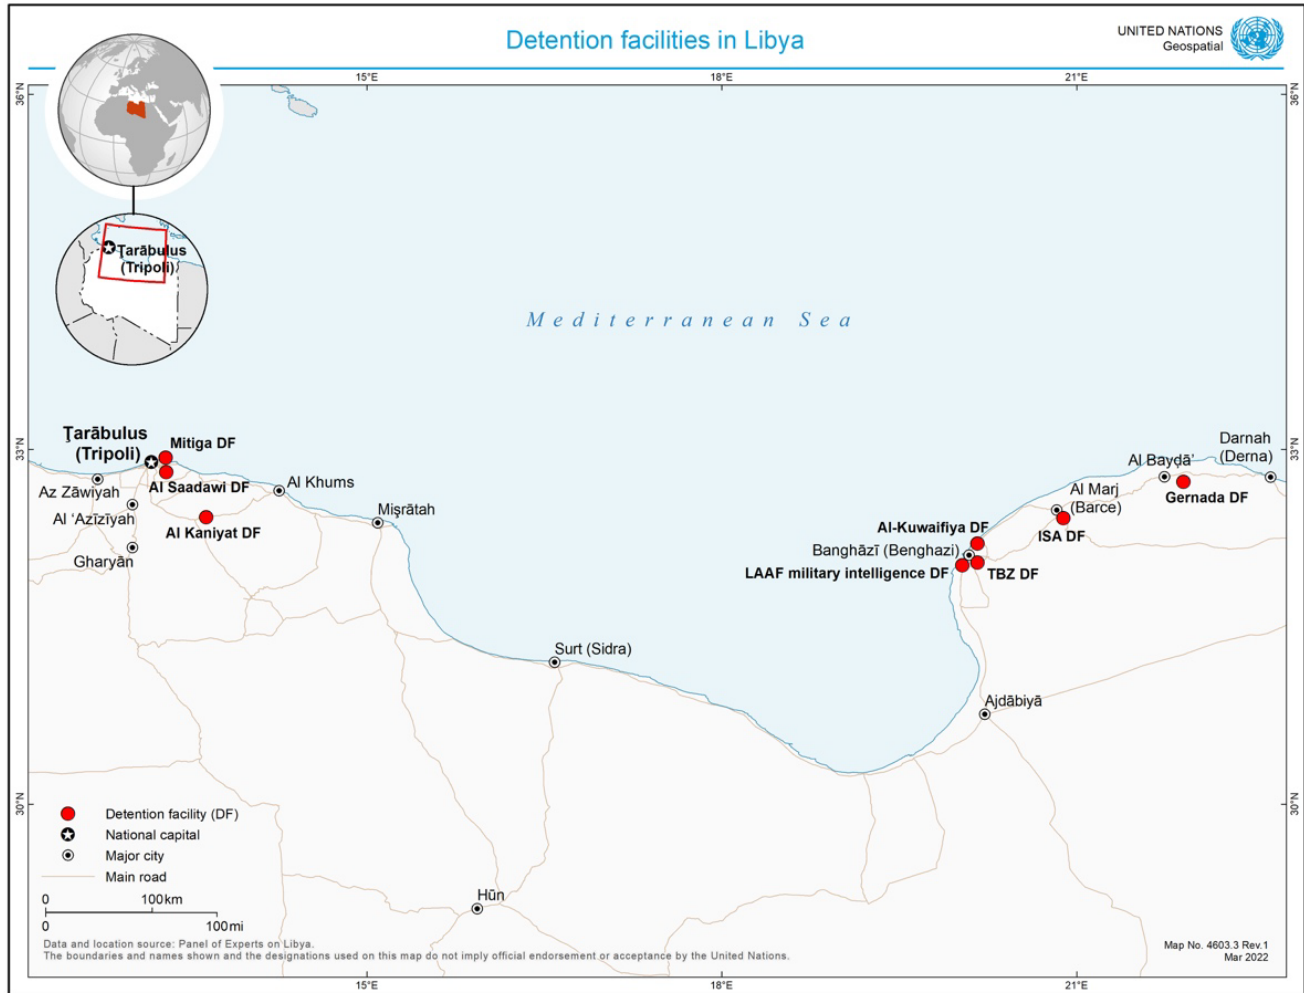 Detention facilities in Libya
UNITED NATIONS
Geospatial
15°E
18°E
21°E
36°N
36°N
Ţarābulus
(Tripoli)
Mediterranean Sea
33°N
33°N
Ţarābulus
(Tripoli)
Mitiga DF
Az Zāwiyah
Al Saadawi DF
Al Khums
Al ‘Azīzīyah
Al Kaniyat DF
Mişrātah
Gharyān
Darnah
(Derna)
Al Bayḑā’
Gernada DF
Al Marj
(Barce)
ISA DF
Al-Kuwaifiya DF
Banghāzī (Benghazi)
LAAF military intelligence DF
TBZ DF
Surt (Sidra)
Ajdābiyā
30°N
30°N
Detention facility (DF)
National capital
Major city
Main road
0
100km
0
100mi
Hūn
Data and location source: Panel of Experts on Libya.
The boundaries and names shown and the designations used on this map do not imply official endorsement or acceptance by the United Nations.
Map No. 4603.3 Rev.1
Mar 2022
15°E
18°E
21°E